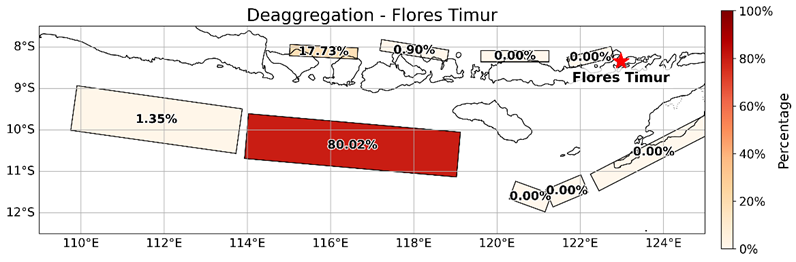 Deaggregation - Flores Timur
8°S
9°S
10°S
11°S
12°S
17.73%
0.90%
0.00%
0.00%
Flores Timur
1.35%
80.02%
0.00%
0.00%
0.00%
110°E
112°E
114°E
116°E
118°E
120°E
122°E
124°E
100%
80%
60%
40%
20%
0%
Percentage